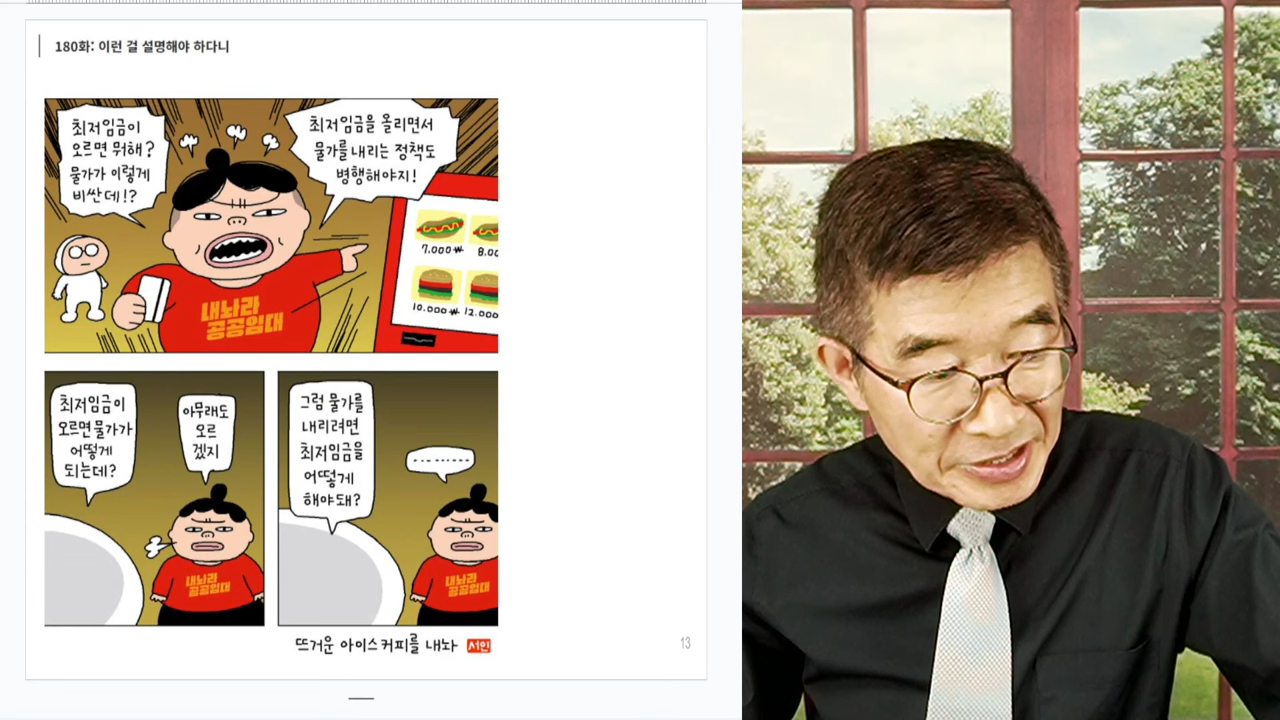 180화: 이런 걸 설명해야 하다니
최저임금이
오르면 뭐해?
물가가 이렇게
비싼데!?
최저임금을 올리면서
물가를 내리는 정책도
병행해야지!
7.000₩
8.00
10.000₩
12.000
내놔라
공공임대
최저임금이
오르면 물가가
어떻게
되는데?
아무래도
오르
겠지
내놔라
공공임대
그럼 물가를
내리려면
최저임금을
어떻게
해야 돼?
--------
내놔라
공공임대
뜨거운 아이스커피를 내놔 서인
13